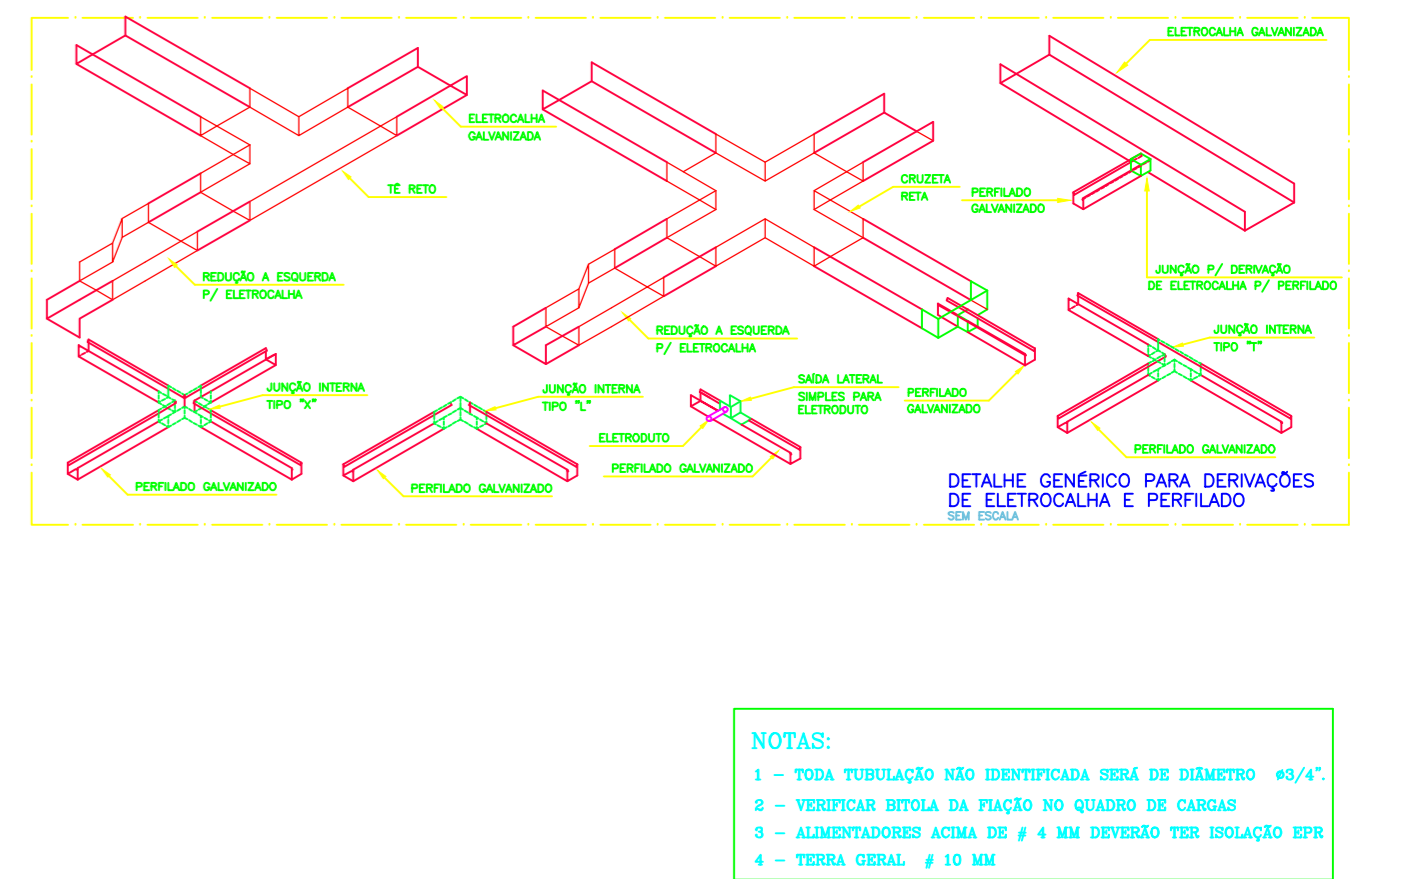 ELETROCALHA GALVANIZADA
ELETROCALHA
GALVANIZADA
TÊ RETO
CRUZETA
RETA
PERFILADO
GALVANIZADO
REDUÇÃO A ESQUERDA
P/ ELETROCALHA
JUNÇÃO P/ DERIVAÇÃO
DE ELETROCALHA P/ PERFILADO
REDUÇÃO A ESQUERDA
P/ ELETROCALHA
JUNÇÃO INTERNA
TIPO "T"
JUNÇÃO INTERNA
TIPO "X"
JUNÇÃO INTERNA
TIPO "L"
SAÍDA LATERAL
SIMPLES PARA
ELETRODUTO
PERFILADO
GALVANIZADO
ELETRODUTO
PERFILADO GALVANIZADO
PERFILADO GALVANIZADO
PERFILADO GALVANIZADO
PERFILADO GALVANIZADO
DETALHE GENÉRICO PARA DERIVAÇÕES
DE ELETROCALHA E PERFILADO
SEM ESCALA
NOTAS:
1 - TODA TUBULAÇÃO NÃO IDENTIFICADA SERÁ DE DIÂMETRO ø3/4".
2 - VERIFICAR BITOLA DA FIAÇÃO NO QUADRO DE CARGAS
3 - ALIMENTADORES ACIMA DE # 4 MM DEVERÃO TER ISOLAÇÃO EPR
4 - TERRA GERAL # 10 MM